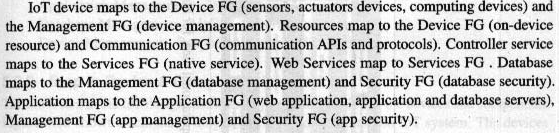 IoT device maps to the Device FG (sensors, actuators devices, computing devices) and
the Management FG (device management). Resources map to the Device FG (on-device
resource) and Communication FG (communication APIs and protocols). Controller service
maps to the Services FG (native service). Web Services map to Services FG . Database
maps to the Management FG (database management) and Security FG (database security).
Application maps to the Application FG (web application, application and database servers),
Management FG (app management) and Security FG (app security).